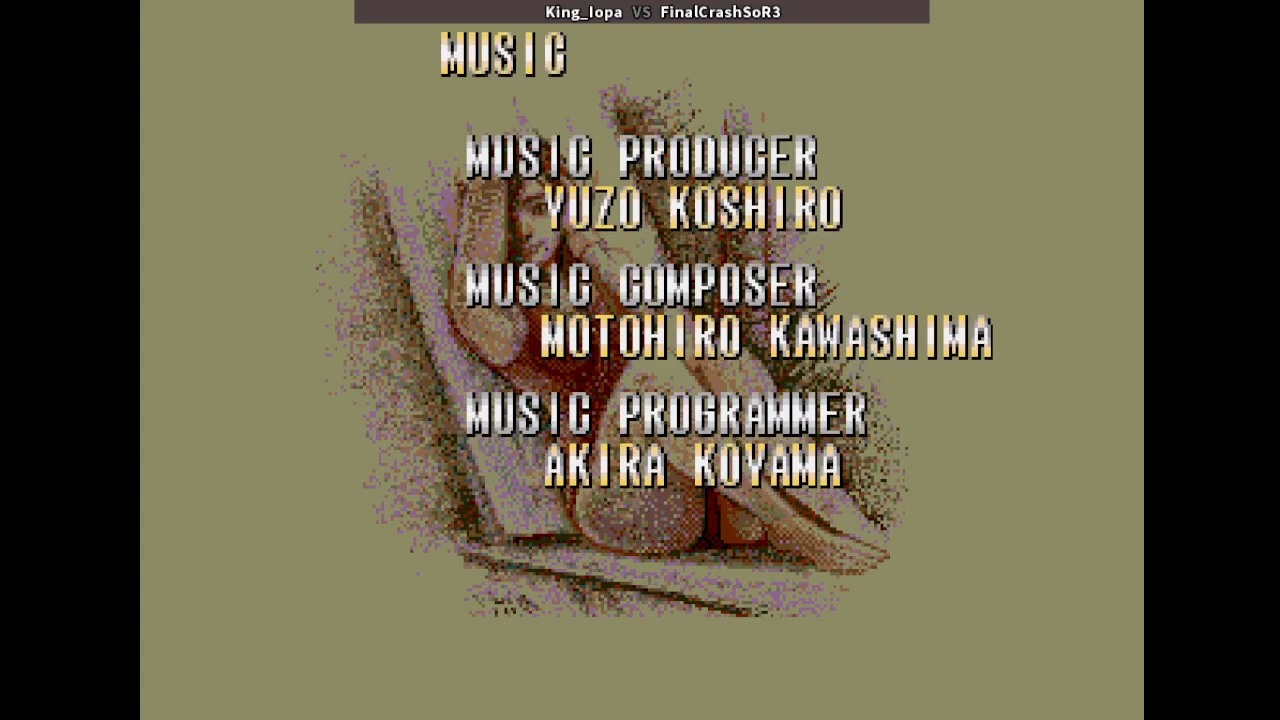 King_Iopa VS FinalCrashSoR3
MUSIC
MUSIC PRODUCER
YUZO KOSHIRO
MUSIC COMPOSER
MOTOHIRO KAWASHIMA
MUSIC PROGRAMMER
AKIRA KOYAMA